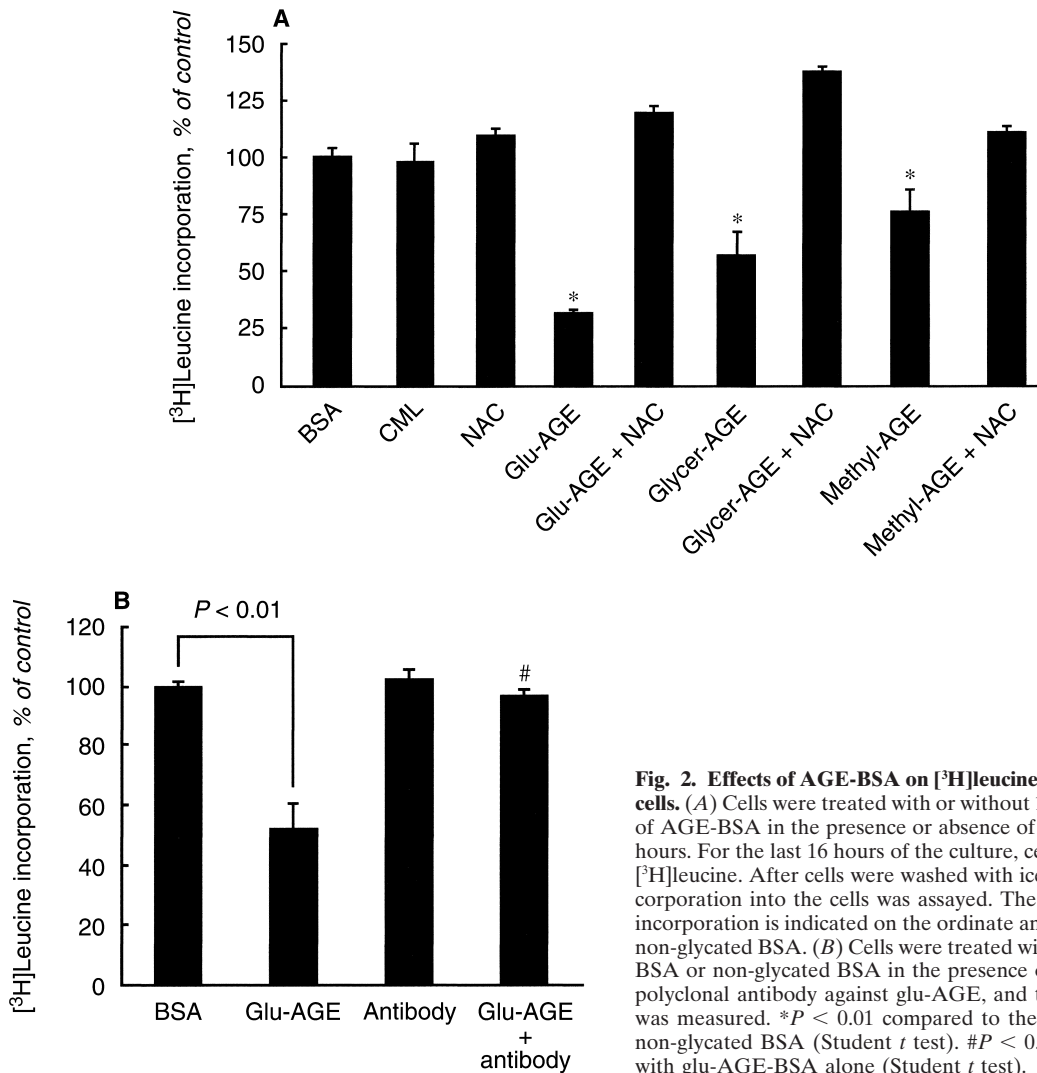 A
[³H]Leucine incorporation, % of control
150
125
100
75
50
25
0
*
*
*
BSA
CML
NAC
Glu-AGE
Glu-AGE + NAC
Glycer-AGE
Glycer-AGE + NAC
Methyl-AGE
Methyl-AGE + NAC
B
[³H]Leucine incorporation, % of control
P < 0.01
120
100
80
60
40
20
0
#
BSA
Glu-AGE
Antibody
Glu-AGE
+
antibody
Fig. 2. Effects of AGE-BSA on [³H]leucine
cells. (A) Cells were treated with or without
of AGE-BSA in the presence or absence of
hours. For the last 16 hours of the culture, ce
[³H]leucine. After cells were washed with ice
corporation into the cells was assayed. The
incorporation is indicated on the ordinate an
non-glycated BSA. (B) Cells were treated wi
BSA or non-glycated BSA in the presence o
polyclonal antibody against glu-AGE, and t
was measured. *P < 0.01 compared to the
non-glycated BSA (Student t test). #P < 0.
with glu-AGE-BSA alone (Student t test).